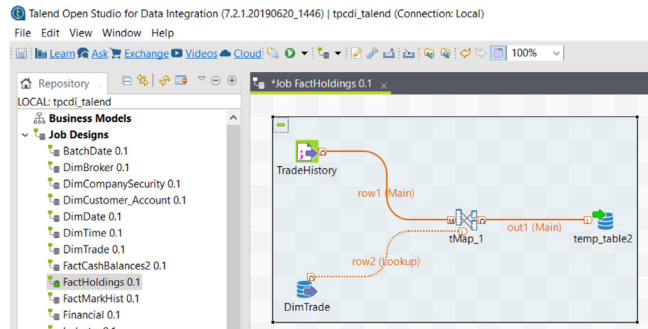 Talend Open Studio for Data Integration (7.2.1.20190620_1446) | tpcdi_talend (Connection: Local)
File Edit View Window Help
Learn Ask Exchange Videos Cloud 100%
Repository
*Job FactHoldings 0.1
LOCAL: tpcdi_talend
Business Models
Job Designs
BatchDate 0.1
DimBroker 0.1
DimCompanySecurity 0.1
DimCustomer_Account 0.1
DimDate 0.1
DimTime 0.1
DimTrade 0.1
FactCashBalances2 0.1
FactHoldings 0.1
FactMarkHist 0.1
Financial 0.1
TradeHistory
row1 (Main)
tMap_1
out1 (Main)
temp_table2
row2 (Lookup)
DimTrade